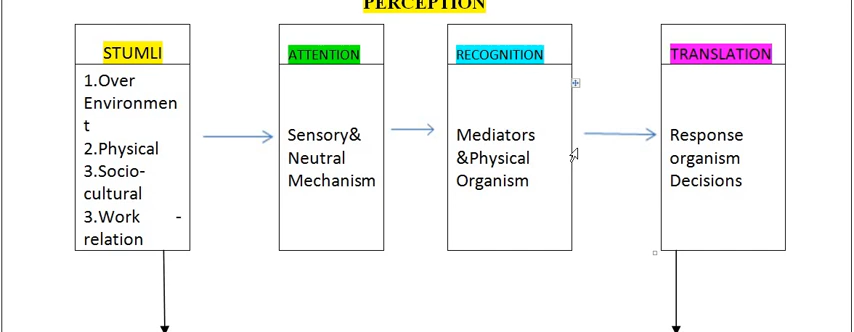 PERCEPTION
STUMLI
1.Over
Environmen
t
2.Physical
3.Socio-
cultural
3.Work -
relation
ATTENTION
Sensory&
Neutral
Mechanism
RECOGNITION
Mediators
&Physical
Organism
TRANSLATION
Response
organism
Decisions